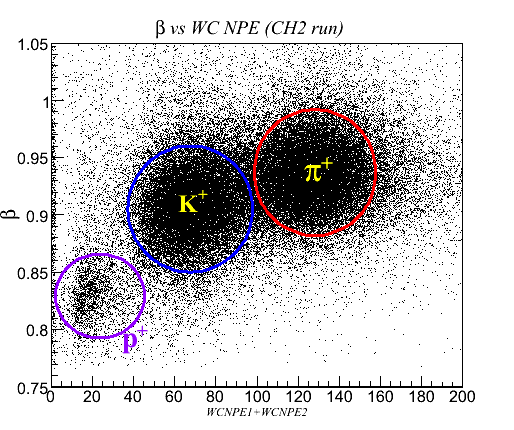 β vs WC NPE (CH2 run)
1.05
1
0.95
0.9
0.85
0.8
0.75
β
K+
π+
p+
0 20 40 60 80 100 120 140 160 180 200
WCNPE1+WCNPE2